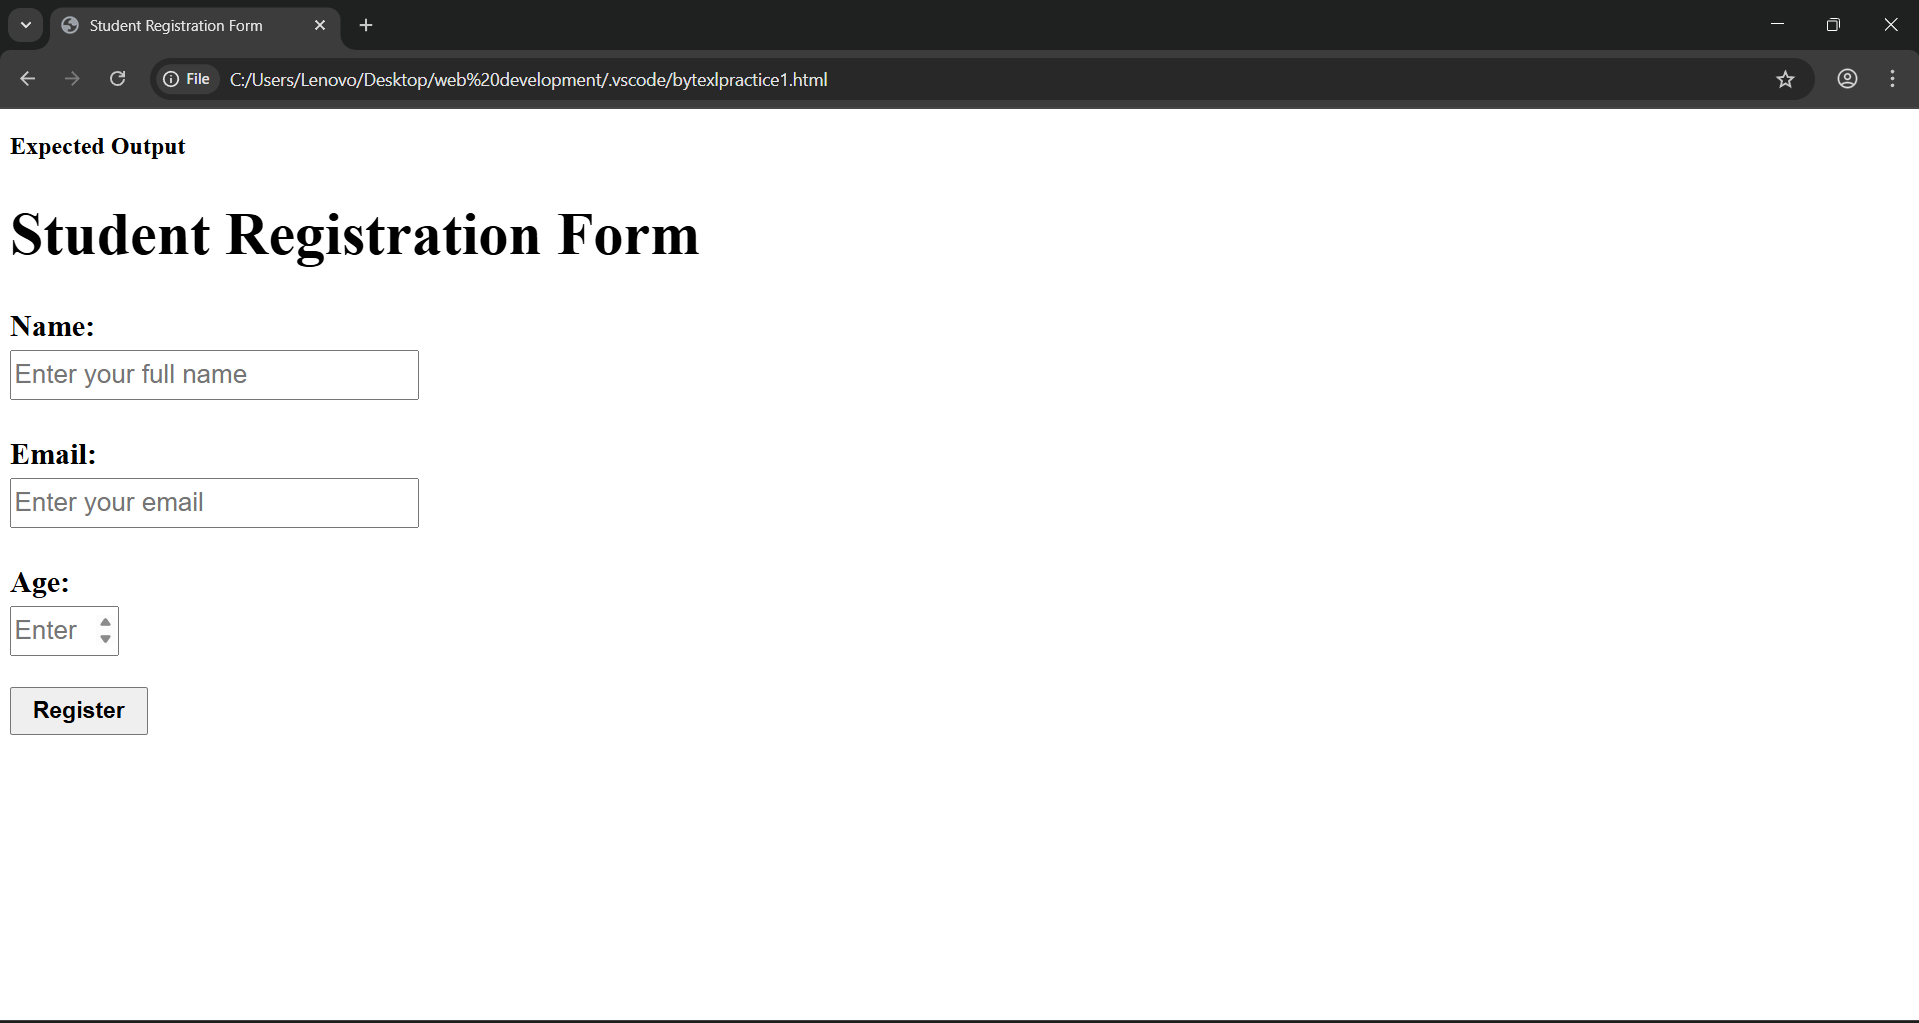 Student Registration Form
File C:/Users/Lenovo/Desktop/web%20development/.vscode/bytexlpractice1.html
Expected Output
Student Registration Form
Name:
Enter your full name
Email:
Enter your email
Age:
Enter
Register